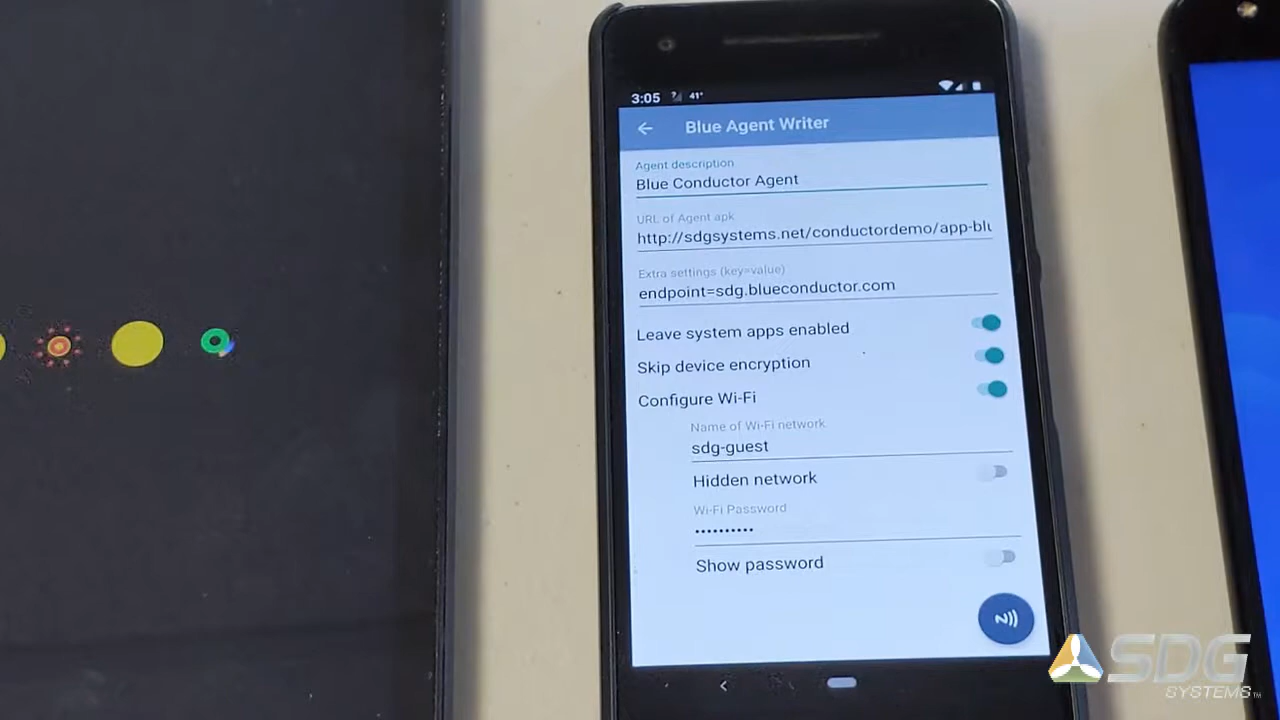 3:05 ? 41°
Blue Agent Writer
Agent description
Blue Conductor Agent
URL of Agent apk
http://sdgsystems.net/conductordemo/app-blu
Extra settings (key=value)
endpoint=sdg.blueconductor.com
Leave system apps enabled
Skip device encryption
Configure Wi-Fi
Name of Wi-Fi network
sdg-guest
Hidden network
Wi-Fi Password
••••••••••
Show password
SDG
SYSTEMS™